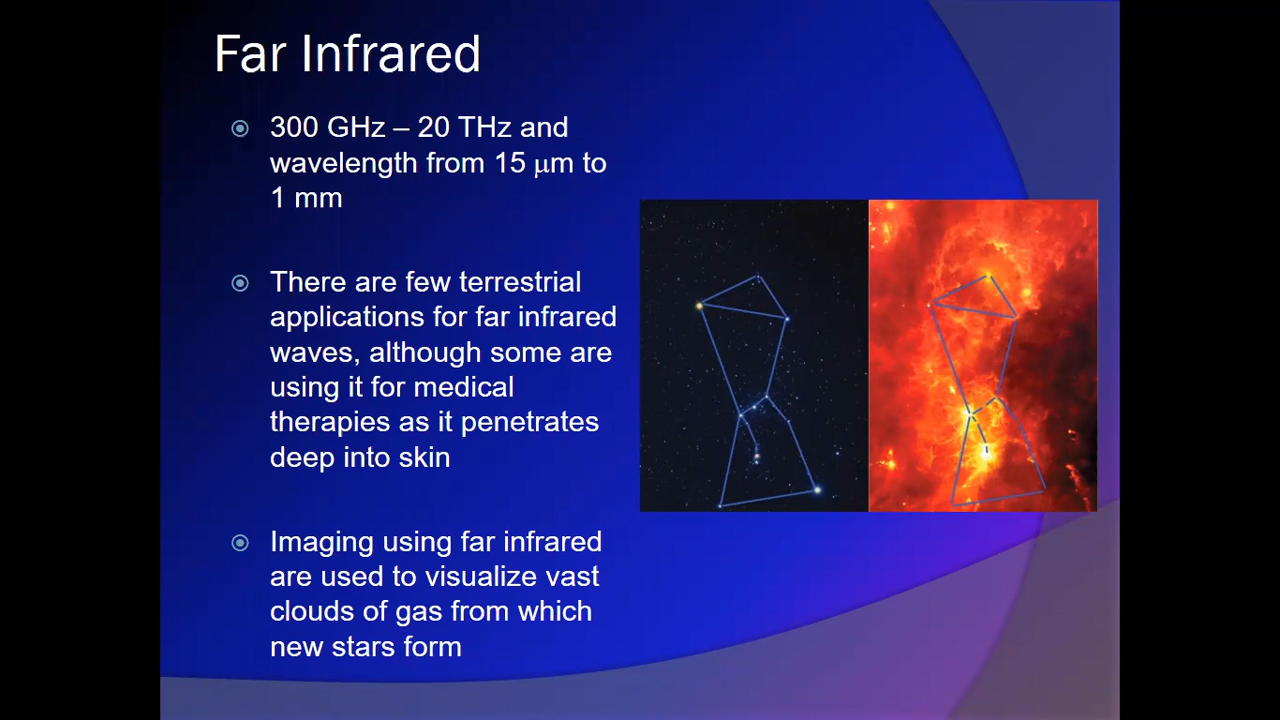 Far Infrared
300 GHz – 20 THz and
wavelength from 15 μm to
1 mm
There are few terrestrial
applications for far infrared
waves, although some are
using it for medical
therapies as it penetrates
deep into skin
Imaging using far infrared
are used to visualize vast
clouds of gas from which
new stars form